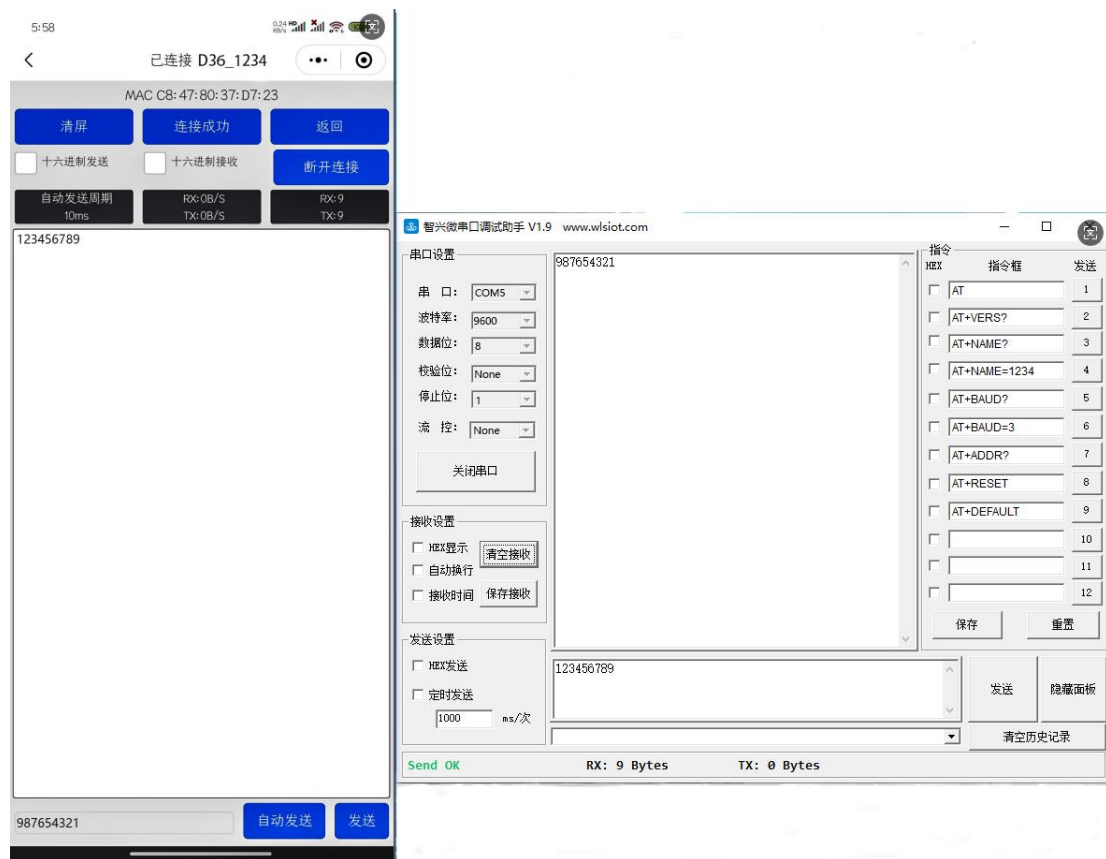 5:58
0.24 KB/s HD
已连接 D36_1234
MAC C8:47:80:37:D7:23
清屏
连接成功
返回
十六进制发送
十六进制接收
断开连接
自动发送周期
10ms
RX:0B/S
TX:0B/S
RX:9
TX:9
123456789
987654321
自动发送
发送
智兴微串口调试助手 V1.9 www.wlsiot.com
串口设置
串 口: COM5
波特率: 9600
数据位: 8
校验位: None
停止位: 1
流 控: None
关闭串口
接收设置
HEX显示
清空接收
自动换行
接收时间
保存接收
发送设置
HEX发送
定时发送
1000 ms/次
987654321
123456789
指令
HEX 指令框 发送
AT 1
AT+VERS? 2
AT+NAME? 3
AT+NAME=1234 4
AT+BAUD? 5
AT+BAUD=3 6
AT+ADDR? 7
AT+RESET 8
AT+DEFAULT 9
10
11
12
保存
重置
发送
隐藏面板
清空历史记录
Send OK RX: 9 Bytes TX: 0 Bytes